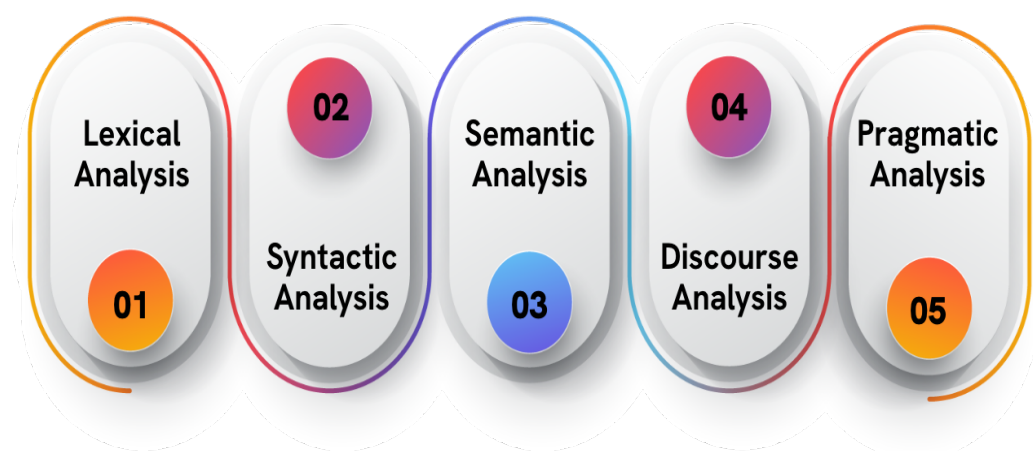 Lexical
Analysis
01
02
Syntactic
Analysis
Semantic
Analysis
03
04
Discourse
Analysis
Pragmatic
Analysis
05